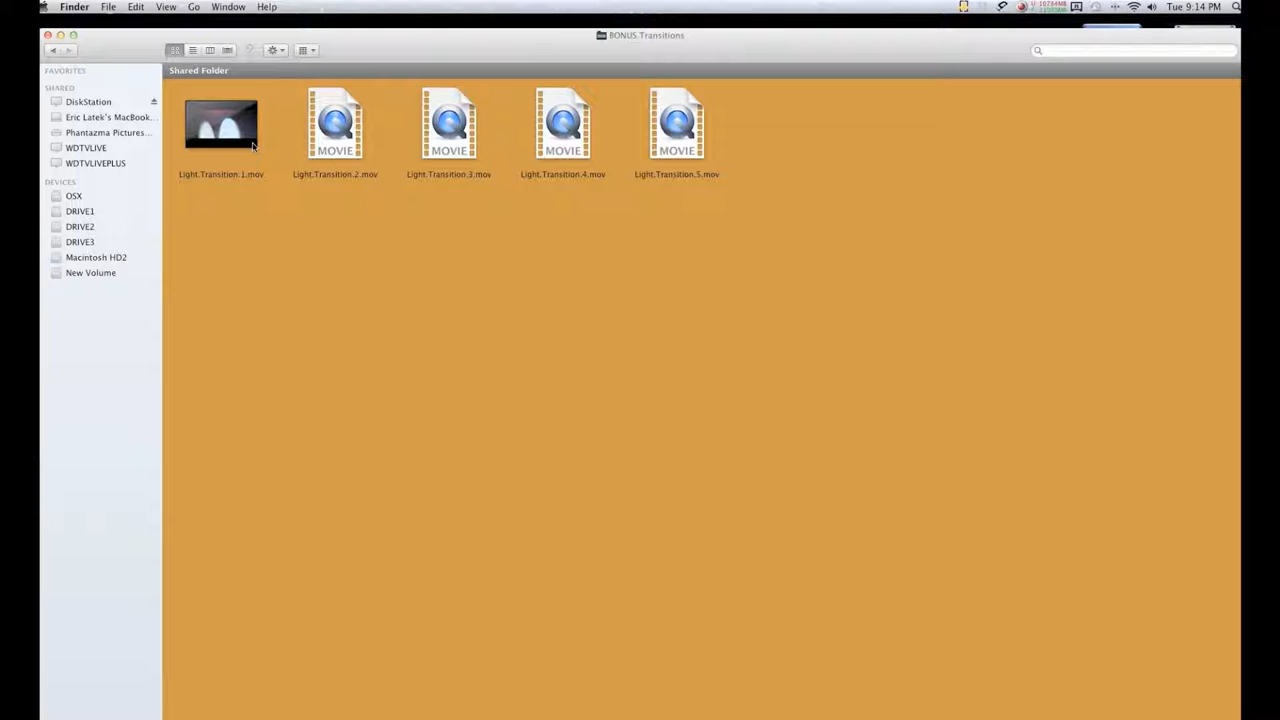 Finder File Edit View Go Window Help Tue 9:14 PM
BONUS.Transitions
FAVORITES
SHARED
DiskStation
Eric Latek's MacBook...
Phantazma Pictures...
WDTVLIVE
WDTVLIVEPLUS
DEVICES
OSX
DRIVE1
DRIVE2
DRIVE3
Macintosh HD2
New Volume
Shared Folder
MOVIE MOVIE MOVIE MOVIE
Light.Transition.1.mov Light.Transition.2.mov Light.Transition.3.mov Light.Transition.4.mov Light.Transition.5.mov